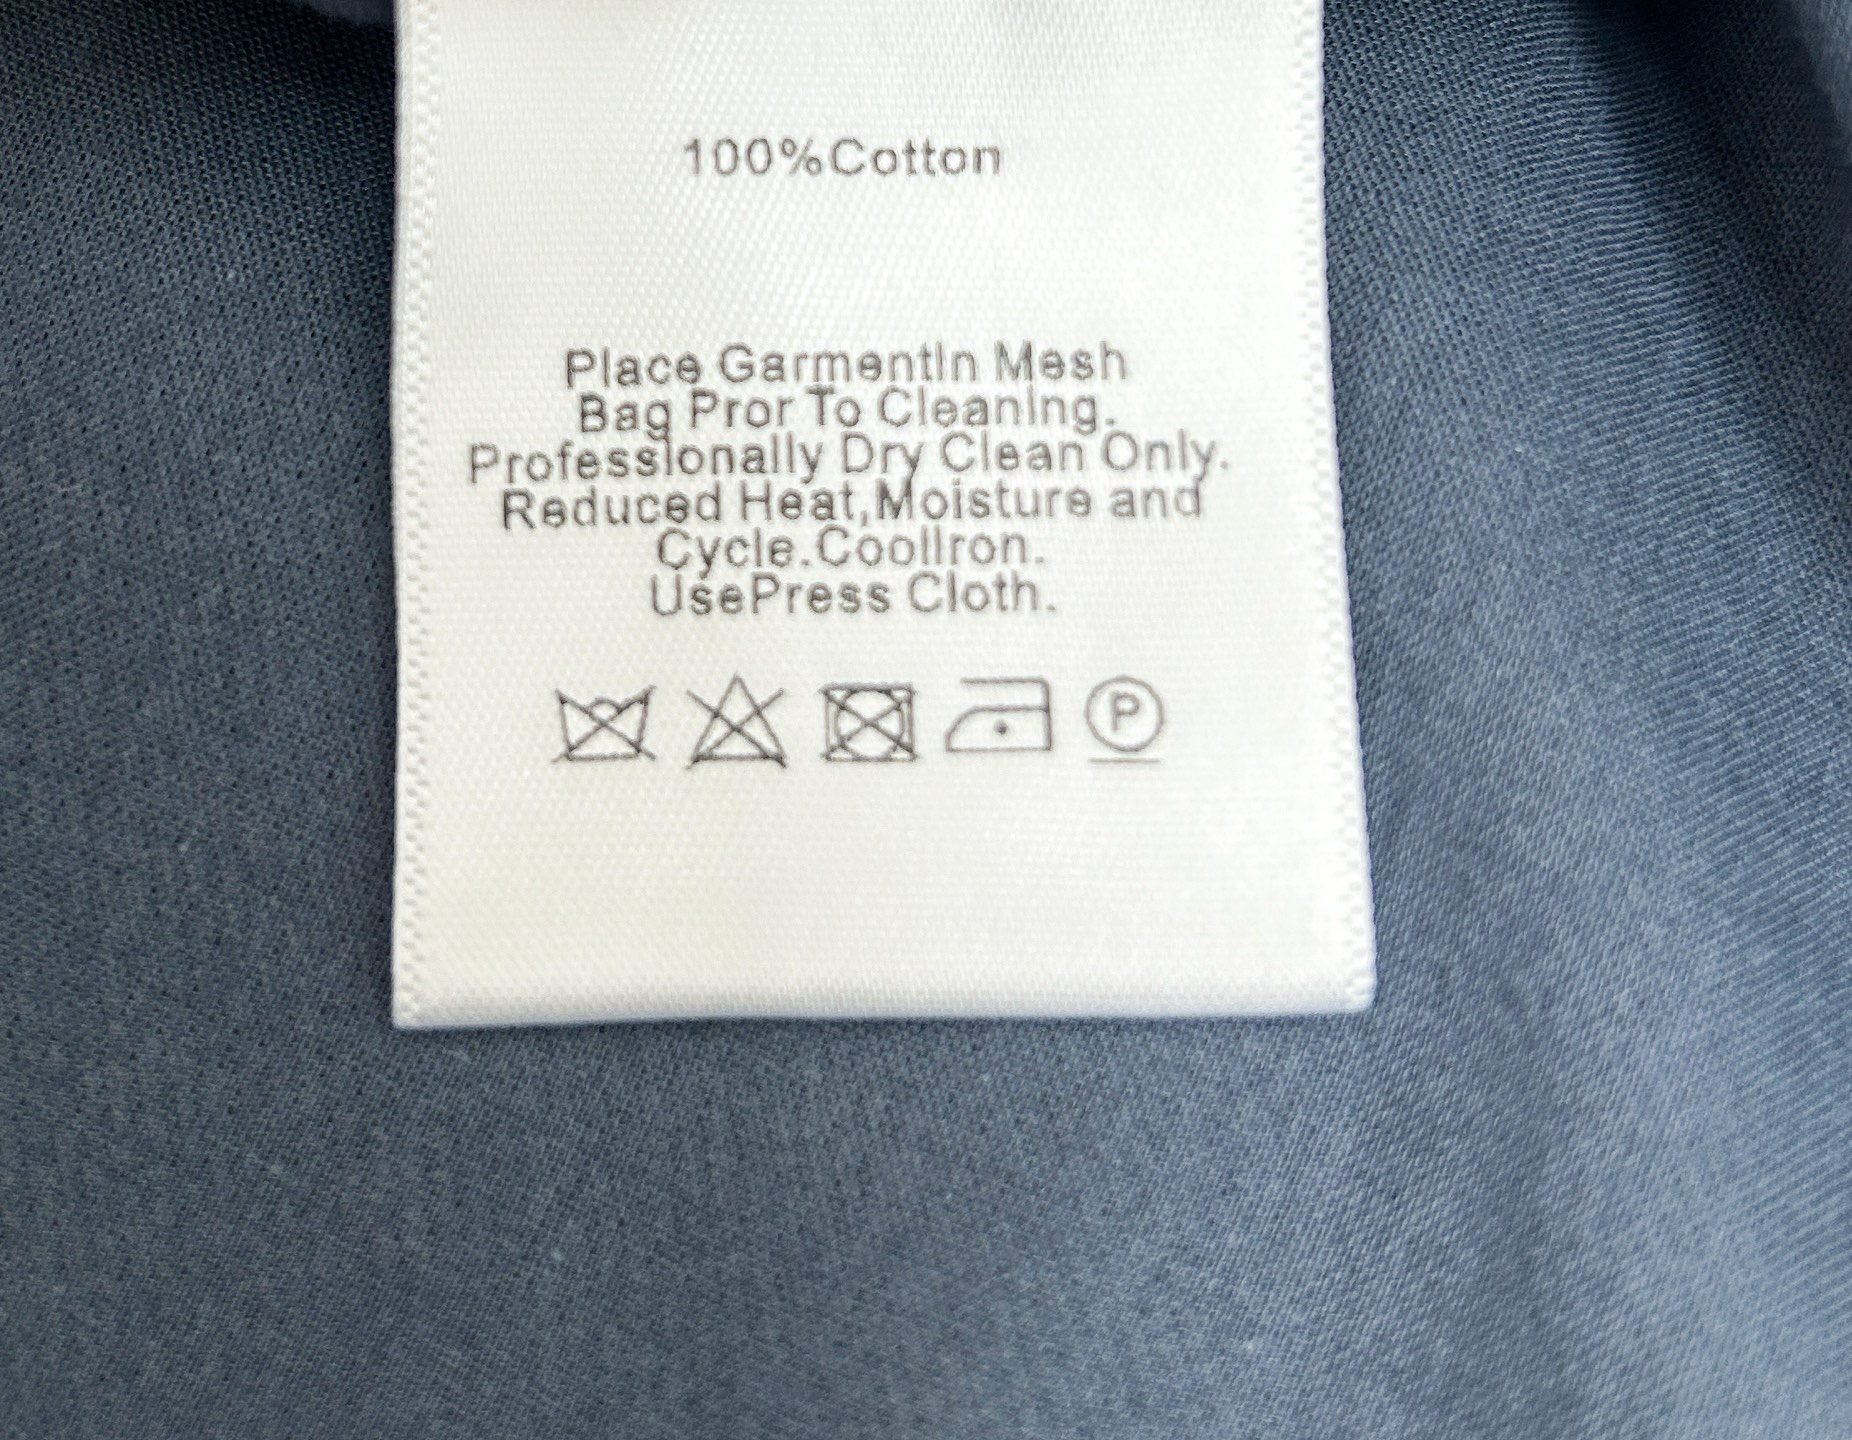 100%Cotton
Place GarmentIn Mesh
Bag Pror To Cleaning.
Professionally Dry Clean Only.
Reduced Heat,Moisture and
Cycle.CoolIron.
UsePress Cloth.
P